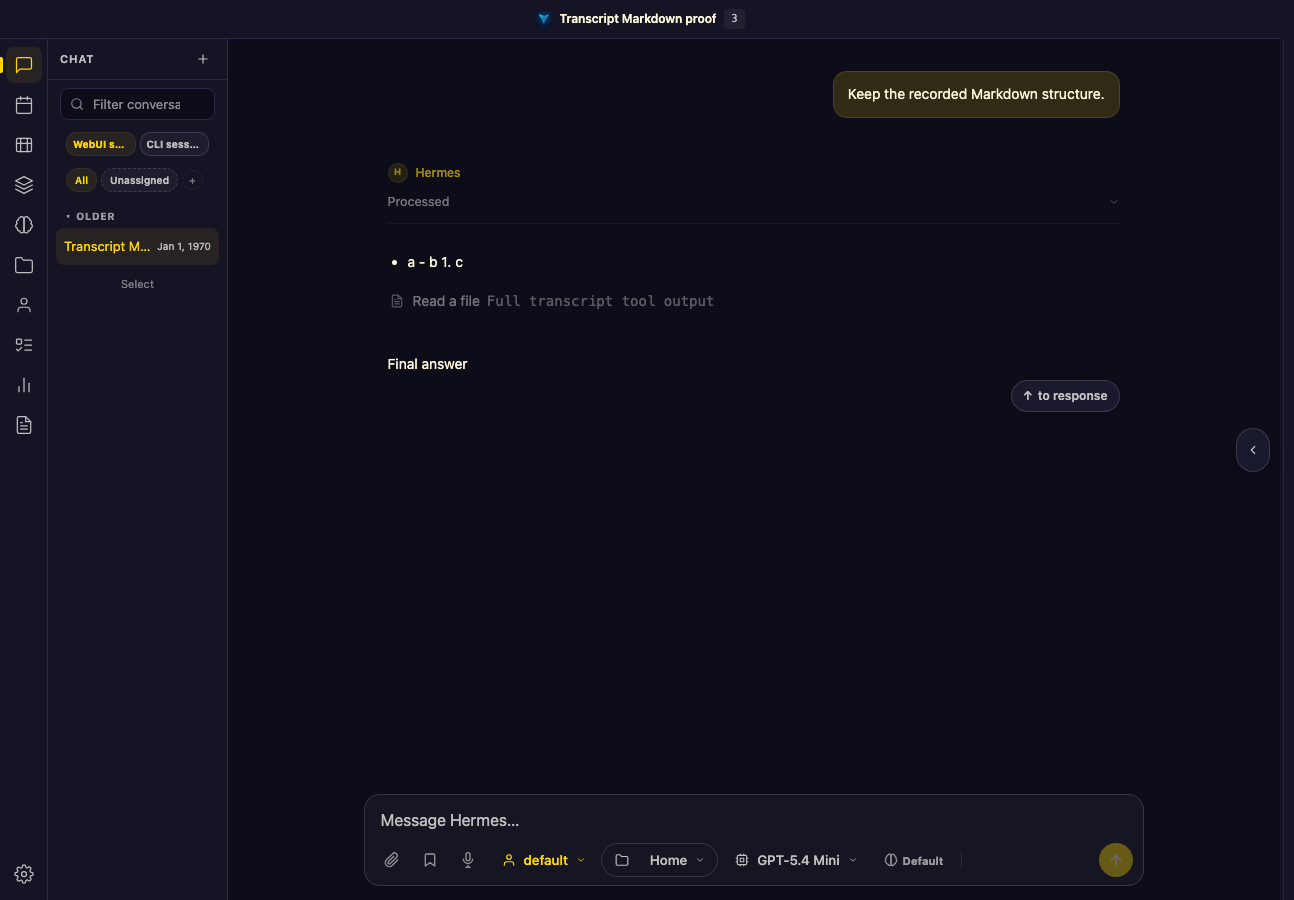 Transcript Markdown proof 3
CHAT
Filter conversa
WebUI s...
CLI sess...
All
Unassigned
+
OLDER
Transcript M... Jan 1, 1970
Select
Keep the recorded Markdown structure.
H Hermes
Processed
• a - b 1. c
Read a file Full transcript tool output
Final answer
↑ to response
Message Hermes...
default
Home
GPT-5.4 Mini
Default